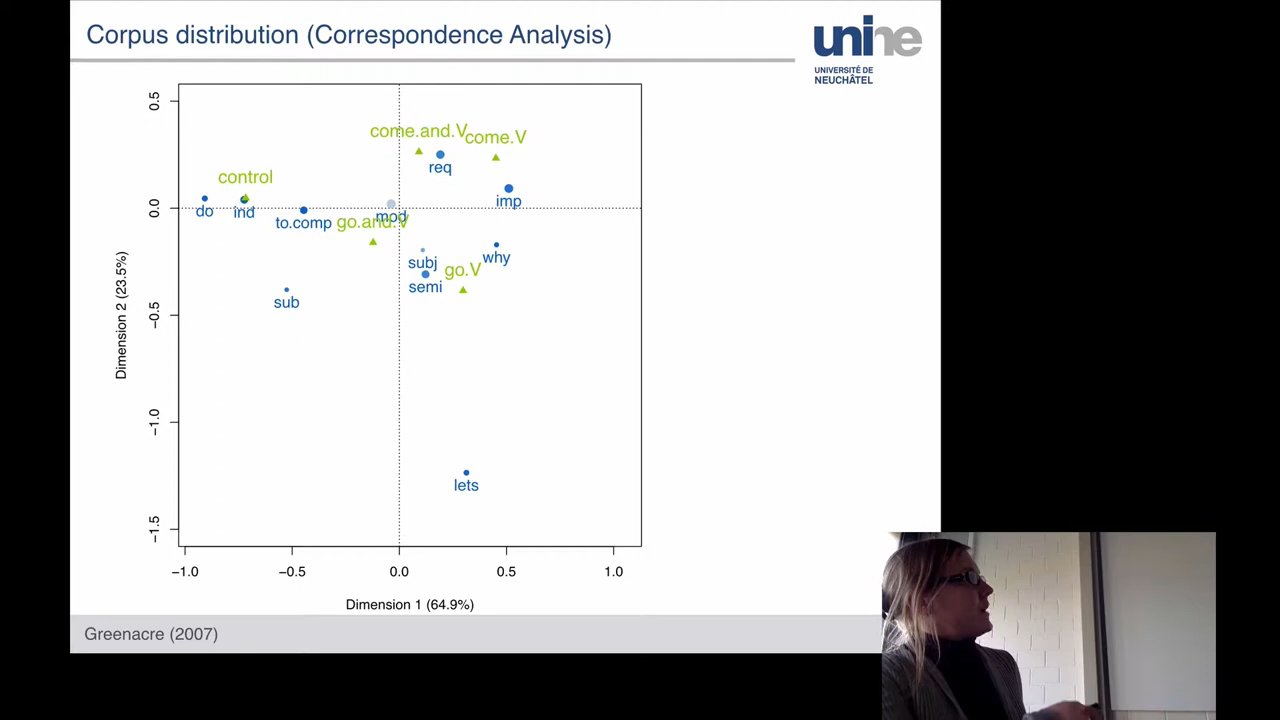 Corpus distribution (Correspondence Analysis)
unine
UNIVERSITÉ DE
NEUCHÂTEL
0.5
0.0
−0.5
−1.0
−1.5
Dimension 2 (23.5%)
come.and.V
come.V
req
control
do
ind
to.comp
mod
imp
go.and.V
subj
why
semi
go.V
sub
lets
−1.0
−0.5
0.0
0.5
1.0
Dimension 1 (64.9%)
Greenacre (2007)